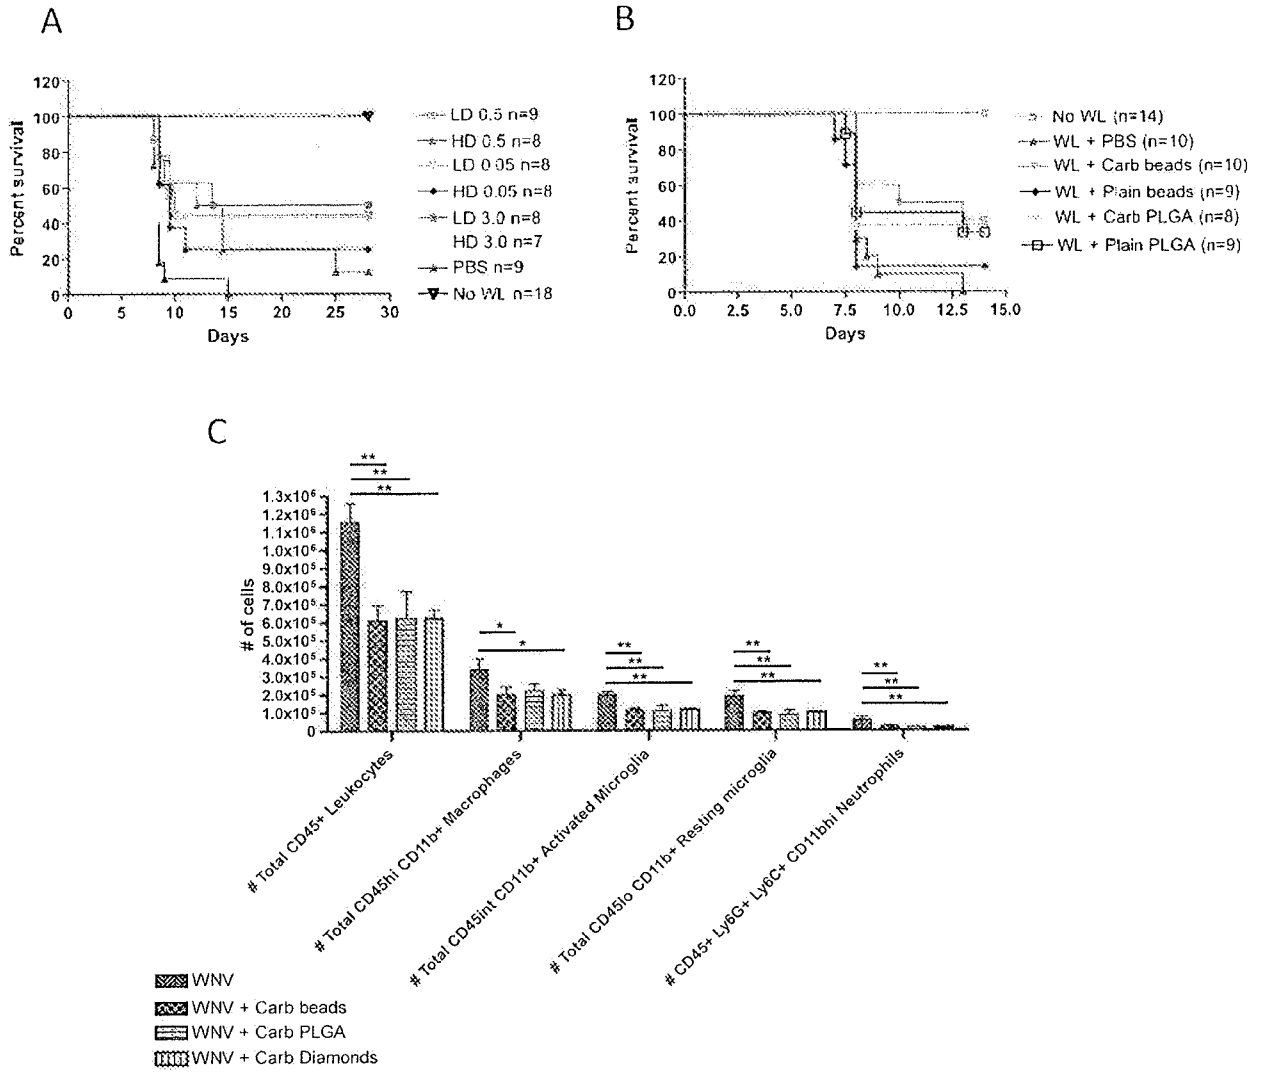 A
120
100
80
60
40
20
0
Percent survival
0 5 10 15 20 25 30
Days
LD 0.5 n=9
HD 0.5 n=8
LD 0.05 n=8
HD 0.05 n=8
LD 3.0 n=8
HD 3.0 n=7
PBS n=9
No WL n=18
B
120
100
80
60
40
20
0
Percent survival
0.0 2.5 5.0 7.5 10.0 12.5 15.0
Days
No WL (n=14)
WL + PBS (n=10)
WL + Carb beads (n=10)
WL + Plain beads (n=9)
WL + Carb PLGA (n=8)
WL + Plain PLGA (n=9)
C
** 
**
**
1.3x10⁶
1.2x10⁶
1.1x10⁶
1.0x10⁶
9.0x10⁵
8.0x10⁵
7.0x10⁵
6.0x10⁵
5.0x10⁵
4.0x10⁵
3.0x10⁵
2.0x10⁵
1.0x10⁵
0
# of cells
*
*
**
**
**
**
**
**
**
**
**
# Total CD45+ Leukocytes
# Total CD45hi CD11b+ Macrophages
# Total CD45int CD11b+ Activated Microglia
# Total CD45lo CD11b+ Resting microglia
# CD45+ Ly6G+ Ly6C+ CD11bhi Neutrophils
WNV
WNV + Carb beads
WNV + Carb PLGA
WNV + Carb Diamonds